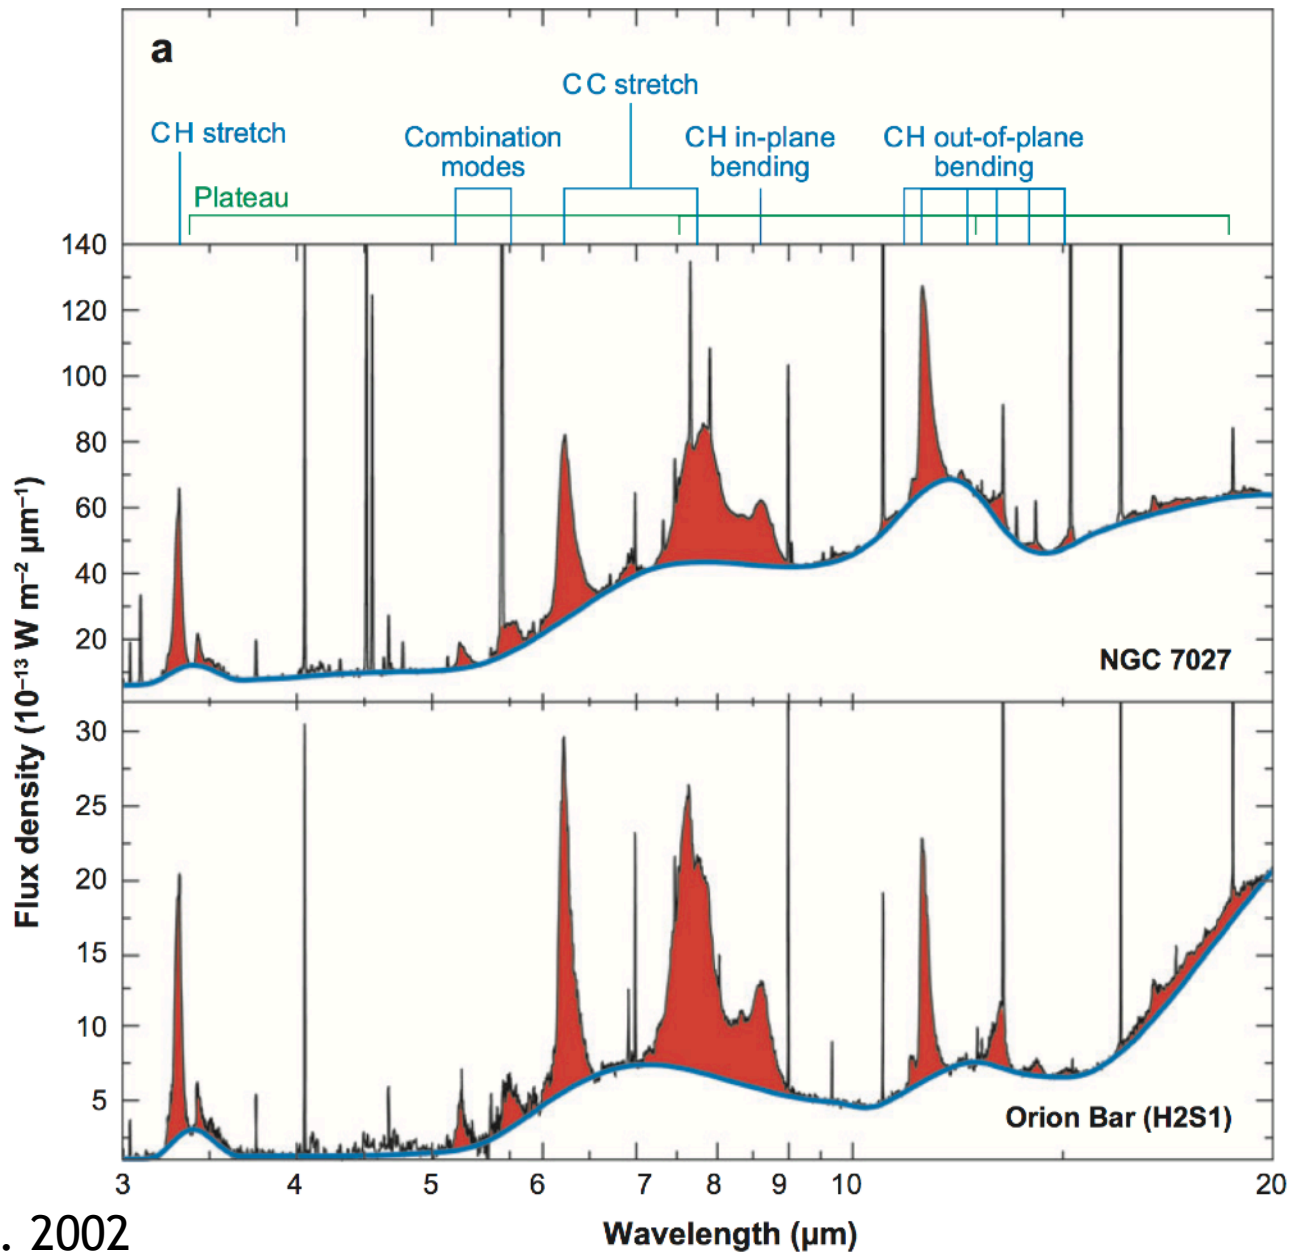 a
CC stretch
CH stretch
Combination
modes
CH in-plane
bending
CH out-of-plane
bending
Plateau
140
120
100
80
60
40
20
NGC 7027
30
25
20
15
10
5
Orion Bar (H2S1)
Flux density (10⁻¹³ W m⁻² μm⁻¹)
3 4 5 6 7 8 9 10 20
Wavelength (μm)
. 2002